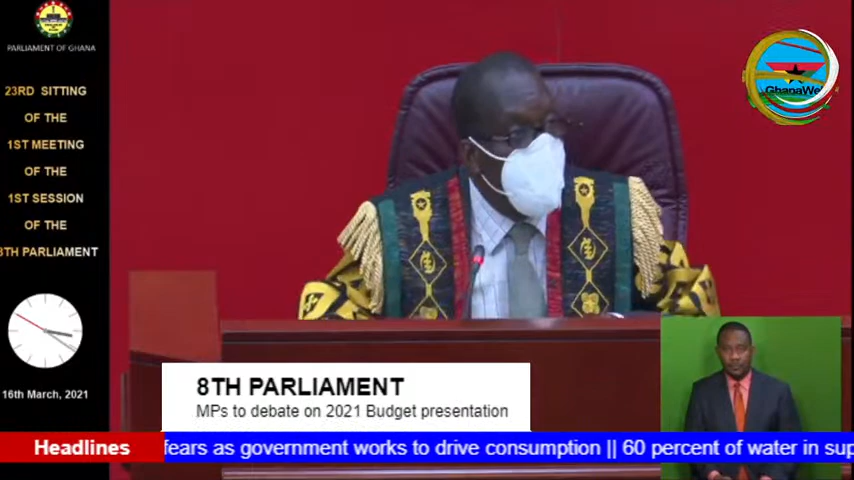 PARLIAMENT OF GHANA
23RD SITTING
OF THE
1ST MEETING
OF THE
1ST SESSION
OF THE
8TH PARLIAMENT
16th March, 2021
GhanaWe
8TH PARLIAMENT
MPs to debate on 2021 Budget presentation
Headlines
fears as government works to drive consumption || 60 percent of water in sup